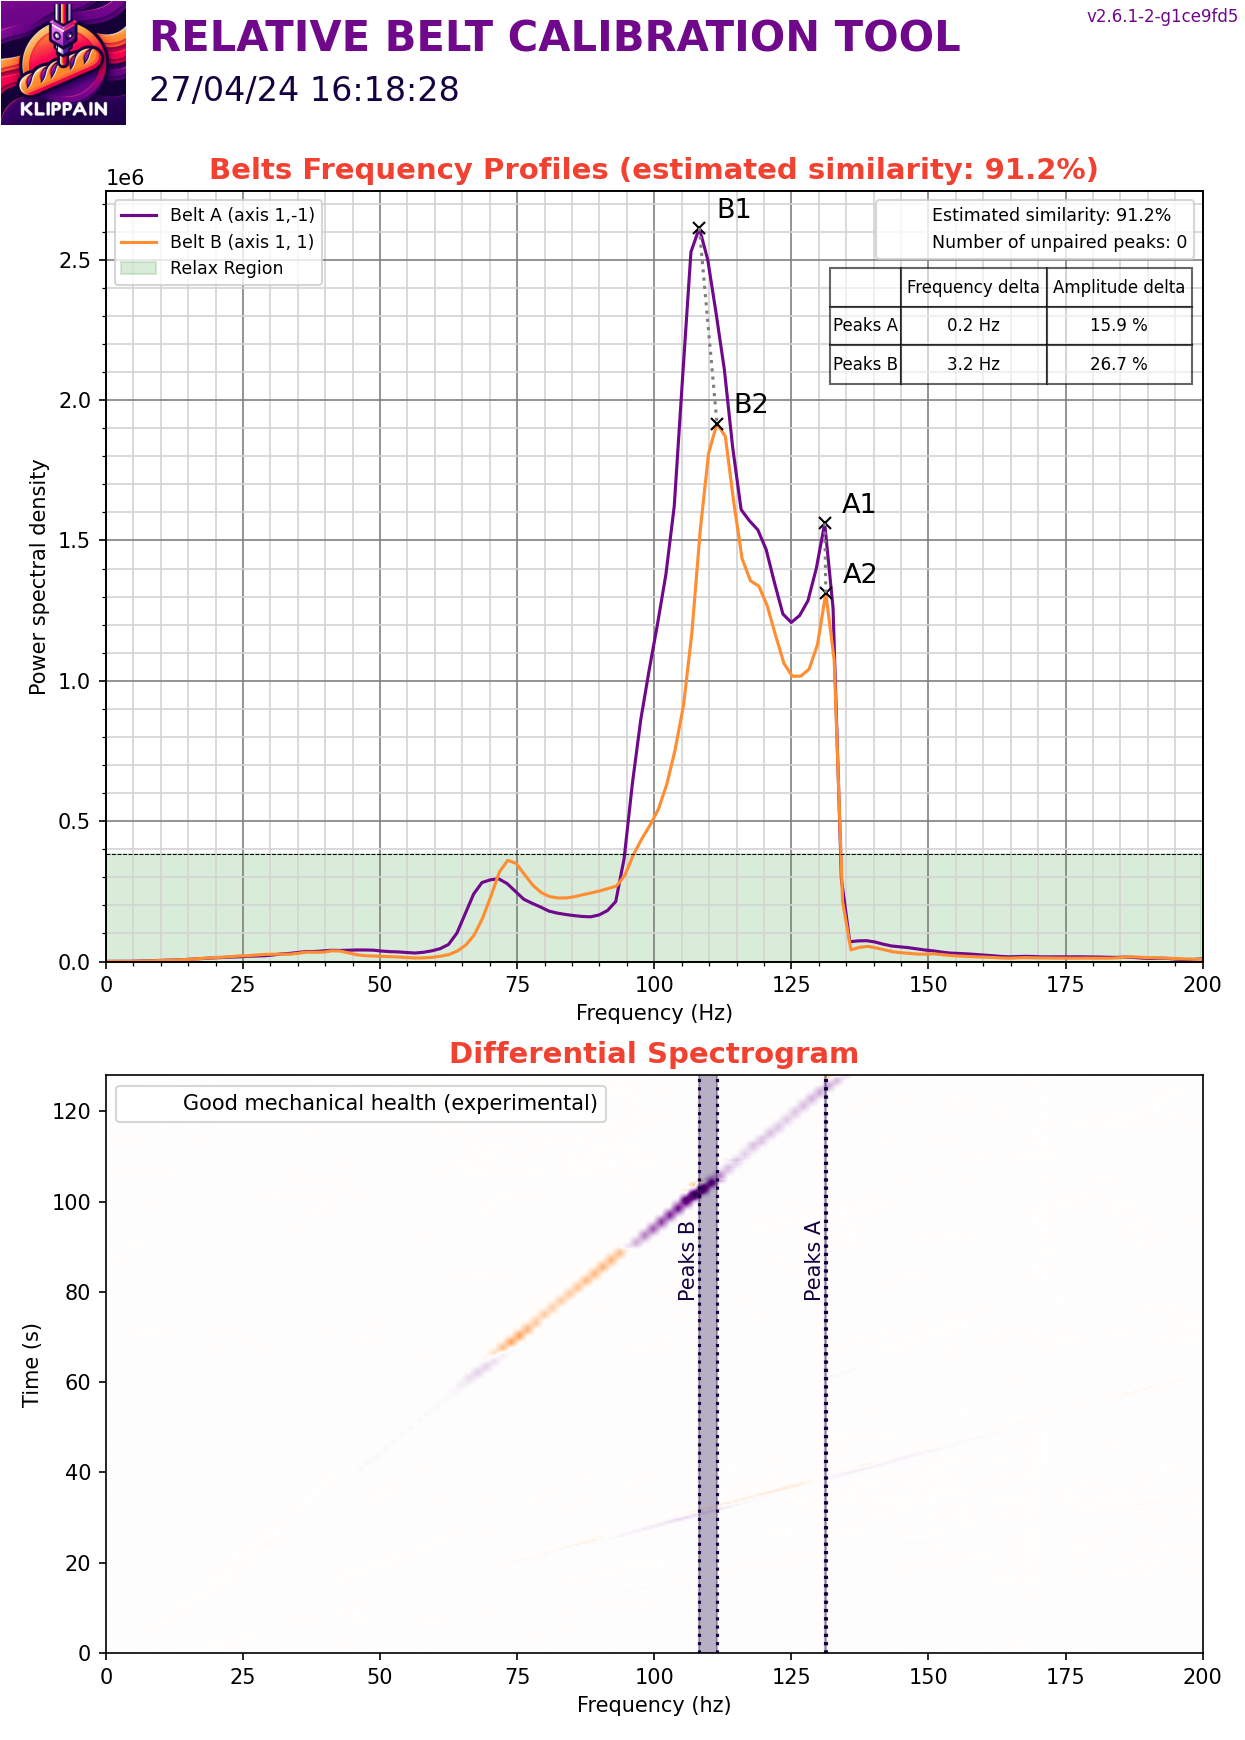 v2.6.1-2-g1ce9fd5
RELATIVE BELT CALIBRATION TOOL
27/04/24 16:18:28
KLIPPAIN
Belts Frequency Profiles (estimated similarity: 91.2%)
1e6
Belt A (axis 1,-1)
Belt B (axis 1, 1)
Relax Region
Estimated similarity: 91.2%
Number of unpaired peaks: 0
Frequency delta Amplitude delta
Peaks A 0.2 Hz 15.9 %
Peaks B 3.2 Hz 26.7 %
B1
B2
A1
A2
2.5
2.0
1.5
1.0
0.5
0.0
Power spectral density
0 25 50 75 100 125 150 175 200
Frequency (Hz)
Differential Spectrogram
Good mechanical health (experimental)
Peaks B
Peaks A
120
100
80
60
40
20
0
Time (s)
0 25 50 75 100 125 150 175 200
Frequency (hz)